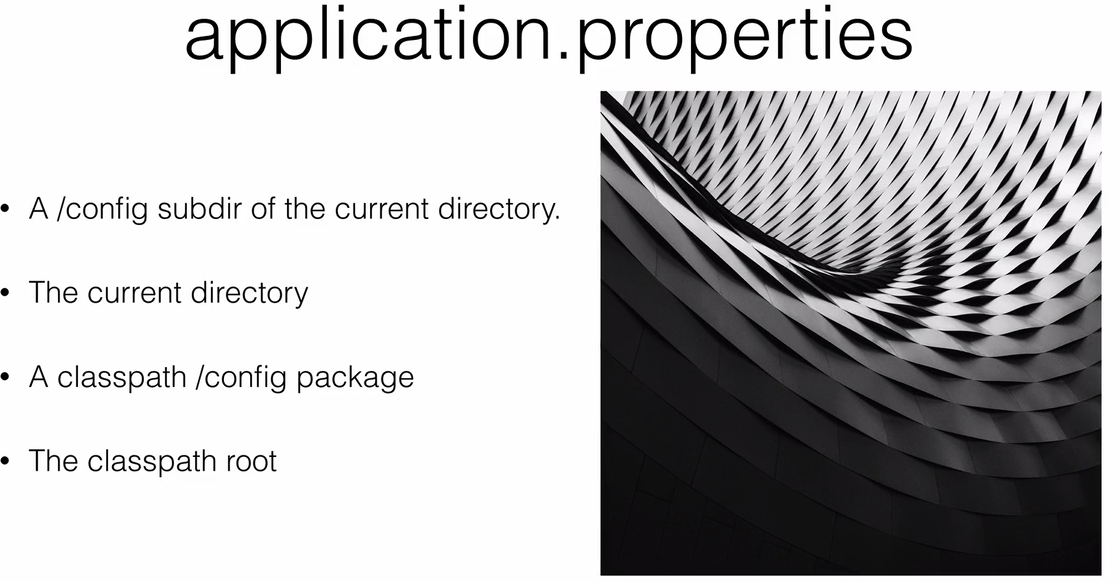 application.properties
• A /config subdir of the current directory.
• The current directory
• A classpath /config package
• The classpath root